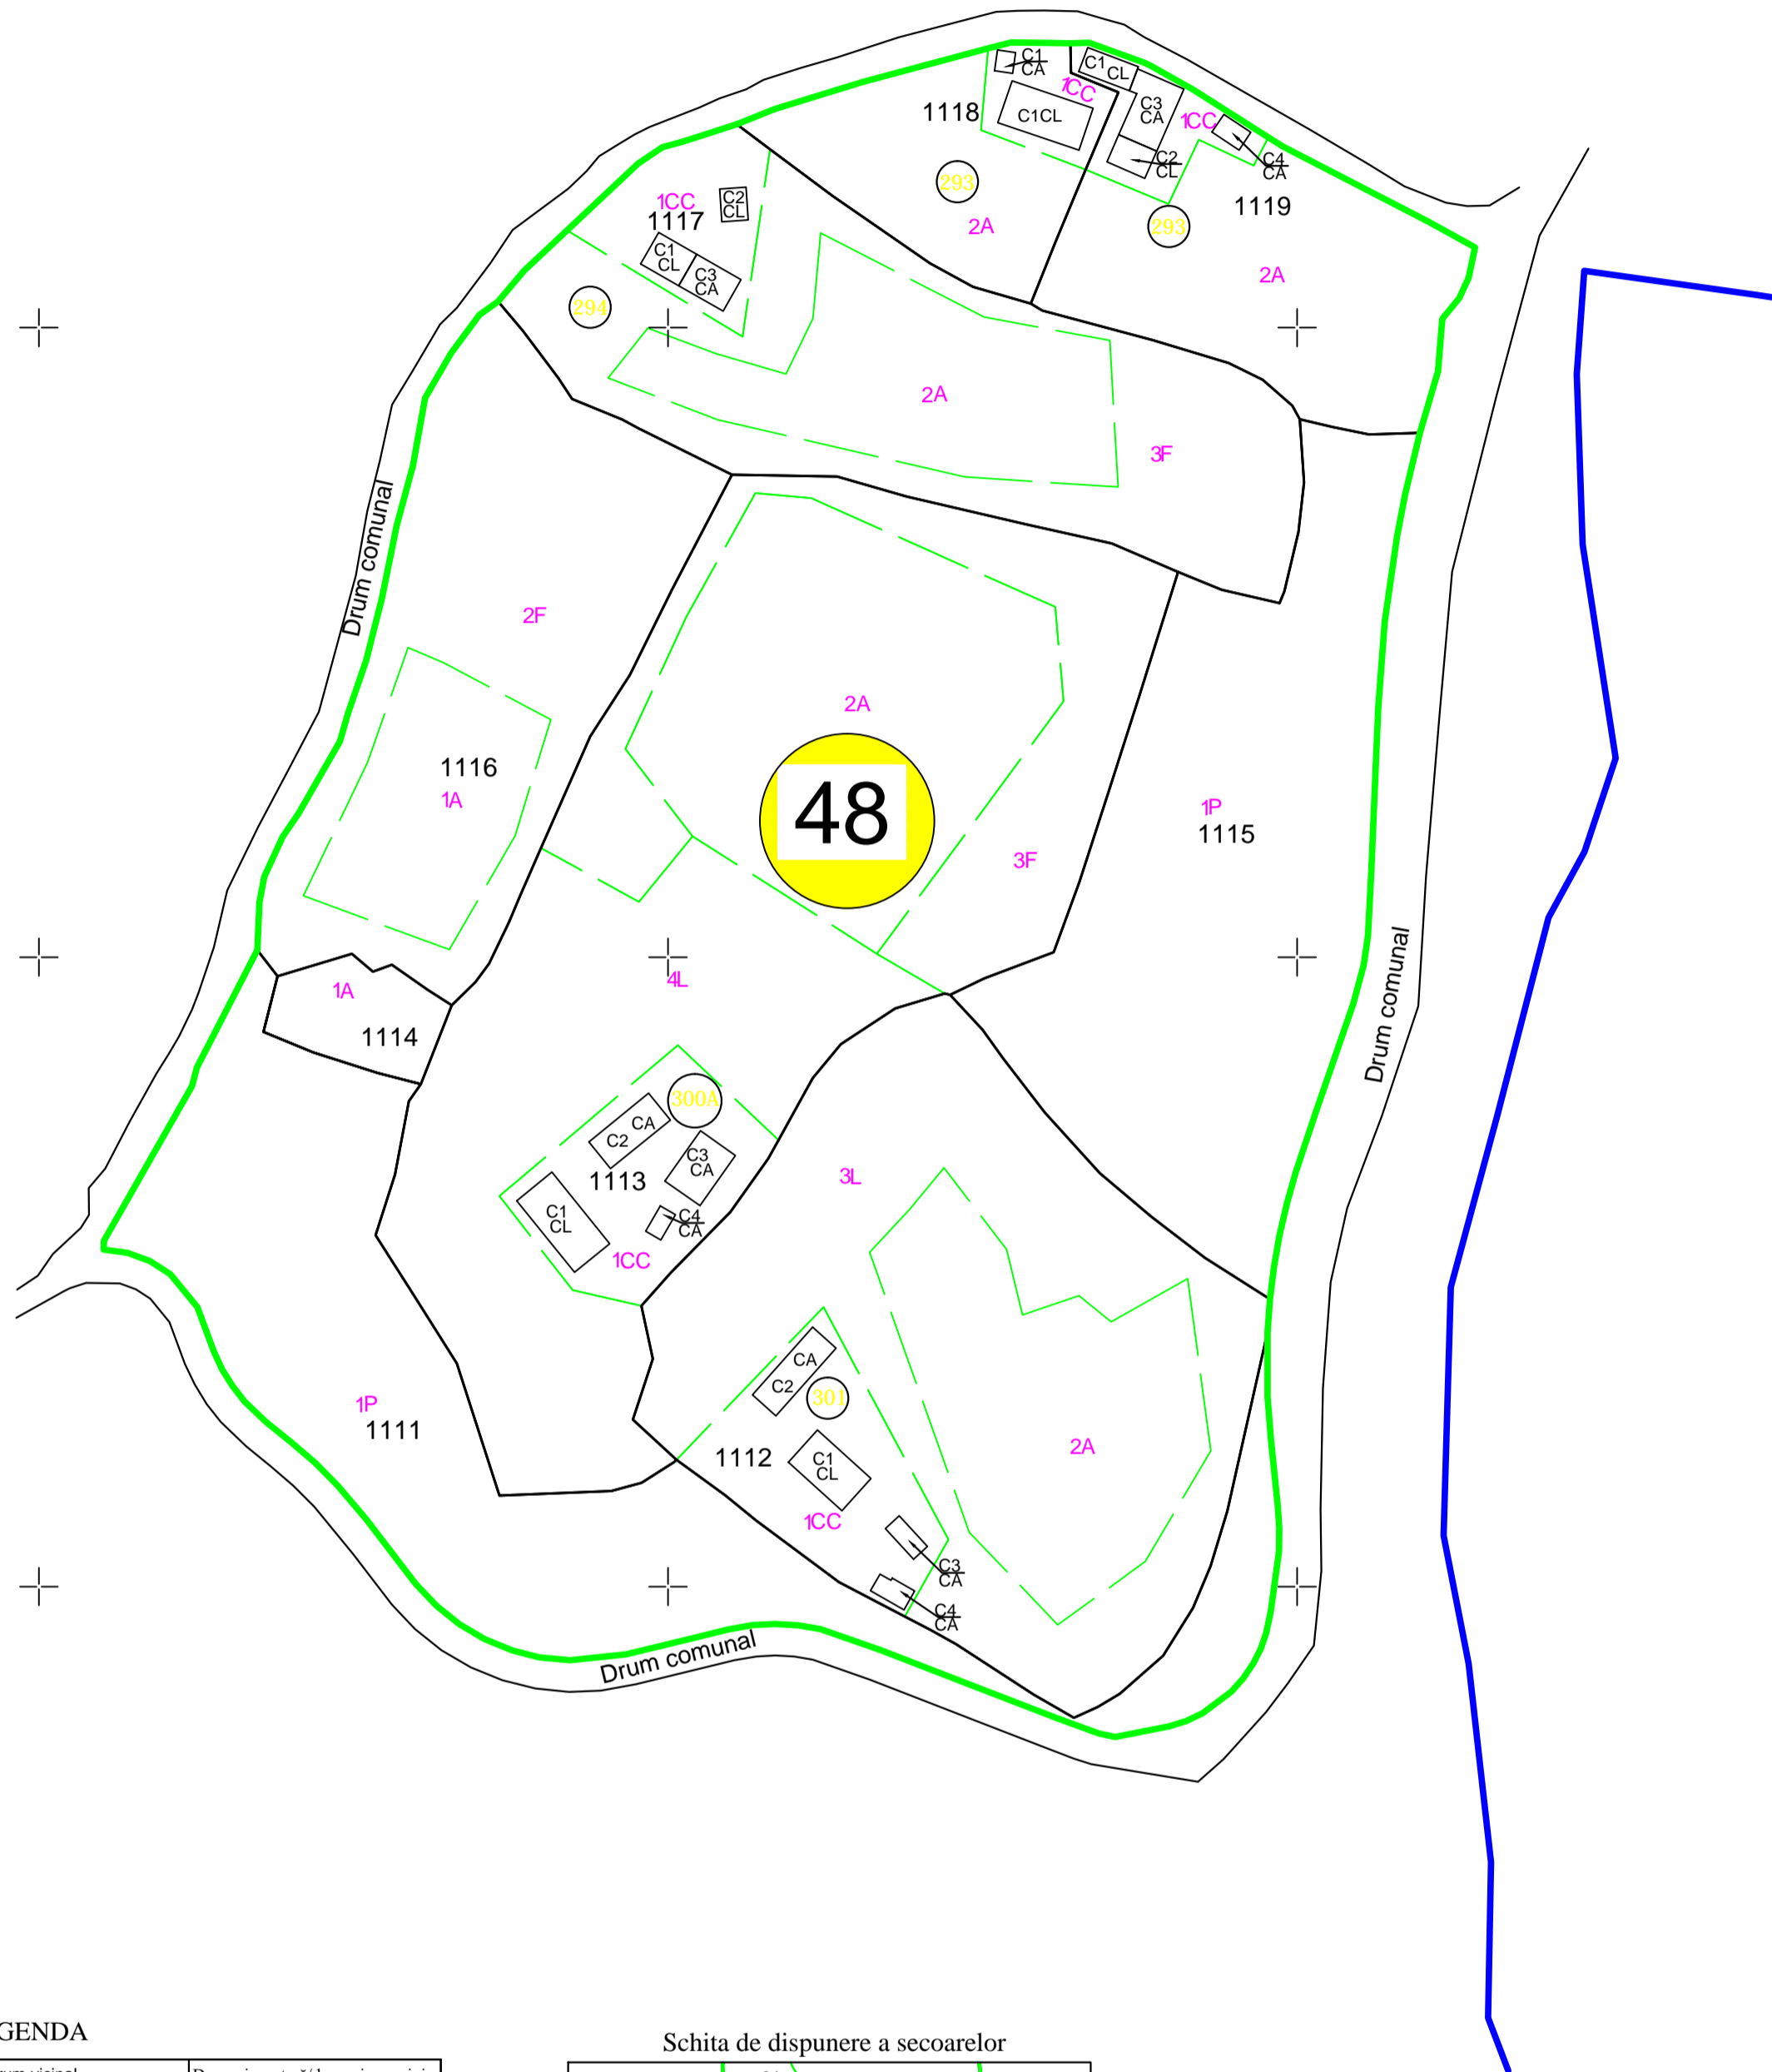 C1
CA
C1
CL
1CC
C3
CA
1118
C1CL
1CC
C2
CL
C4
CA
293
1CC
C2
CL
1119
1117
2A
293
C1
CL
C3
CA
2A
294
2A
3F
Drum comunal
2F
2A
1116
1A
48
1P
1115
3F
Drum comunal
4L
1A
1114
300A
CA
C2
C3
CA
1113
3L
C1
CL
C4
CA
1CC
CA
C2
301
1P
1111
2A
1112
C1
CL
1CC
C3
CA
C4
CA
Drum comunal
GENDA
Schita de dispunere a secoarelor